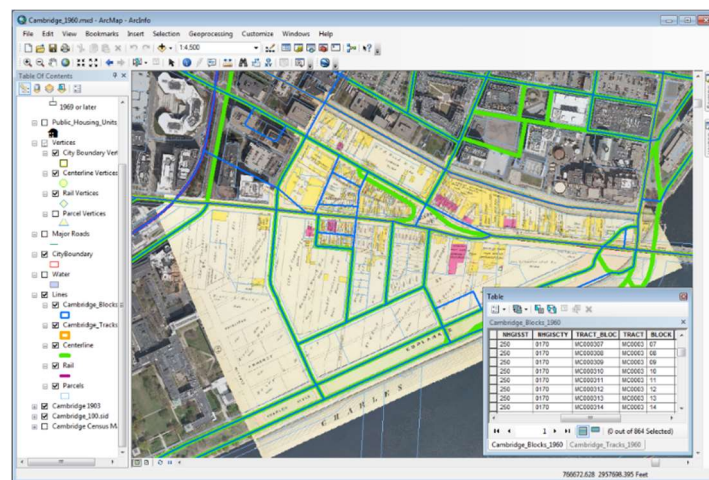 Cambridge_1960.mxd - ArcMap - ArcInfo
File Edit View Bookmarks Insert Selection Geoprocessing Customize Windows Help
1:4,500
Table Of Contents
1969 or later
Public_Housing_Units
Vertices
City Boundary Vert
Centerline Vertices
Rail Vertices
Parcel Vertices
Major Roads
CityBoundary
Water
Lines
Cambridge_Blocks
Cambridge_Tracks
Centerline
Rail
Parcels
Cambridge 1903
Cambridge_100.sid
Cambridge Census M
ESPLANADE
CHARLES
Table
Cambridge_Blocks_1960
NHGISST NHGISCTY TRACT_BLOC TRACT BLOCK
250 0170 MC000307 MC0003 07
250 0170 MC000308 MC0003 08
250 0170 MC000309 MC0003 09
250 0170 MC000310 MC0003 10
250 0170 MC000311 MC0003 11
250 0170 MC000312 MC0003 12
250 0170 MC000313 MC0003 13
250 0170 MC000314 MC0003 14
1 (0 out of 864 Selected)
Cambridge_Blocks_1960 Cambridge_Tracks_1960
766672.628 2957698.395 Feet